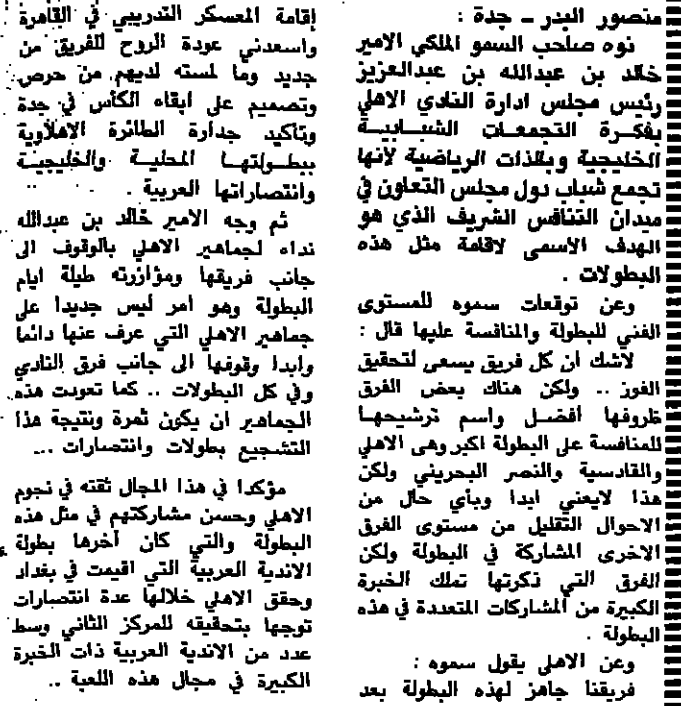 منصور البدر ــ جدة :
نوه صاحب السمو الملكي الامير
خالد بن عبدالله بن عبدالعزيز
رئيس مجلس ادارة النادي الاهلي
بفكرة التجمعات الشبابية
الخليجية وبالذات الرياضية لانها
تجمع شباب دول مجلس التعاون في
ميدان التنافس الشريف الذي هو
الهدف الاسمى لاقامة مثل هذه
البطولات .
وعن توقعات سموه للمستوى
الفني للبطولة والمنافسة عليها قال :
لاشك ان كل فريق يسعى لتحقيق
الفوز .. ولكن هناك بعض الفرق
ظروفها أفضل واسم ترشيحها
للمنافسة على البطولة اكبر وهى الاهلي
والقادسية والنصر البحريني ولكن
هذا لايعني ابدا وبأي حال من
الاحوال التقليل من مستوى الفرق
الاخرى المشاركة في البطولة ولكن
الفرق التي ذكرتها تملك الخبرة
الكبيرة من المشاركات المتعددة في هذه
البطولة .
وعن الاهلي يقول سموه :
فريقنا جاهز لهذه البطولة بعد
إقامة المعسكر التدريبي في القاهرة
واسعدني عودة الروح للفريق من
جديد وما لمسته لديهم من حرص
وتصميم على ابقاء الكأس في جدة
وتأكيد جدارة الطائرة الاهلاوية
ببطولتها المحلية والخليجية
وانتصاراتها العربية .
ثم وجه الامير خالد بن عبدالله
نداء لجماهير الاهلي بالوقوف الى
جانب فريقها ومؤازرته طيلة ايام
البطولة وهو امر ليس جديدا على
جماهير الاهلي التي عرف عنها دائما
وابدا وقوفها الى جانب فرق النادي
وفي كل البطولات .. كما تعودت هذه
الجماهير ان يكون ثمرة ونتيجة هذا
التشجيع بطولات وانتصارات ...
مؤكدا في هذا المجال ثقته في نجوم
الاهلي وحسن مشاركتهم في مثل هذه
البطولة والتي كان أخرها بطولة
الاندية العربية التي اقيمت في بغداد
وحقق الاهلي خلالها عدة انتصارات
توجها بتحقيقه للمركز الثاني وسط
عدد من الاندية العربية ذات الخبرة
الكبيرة في مجال هذه اللعبة ..